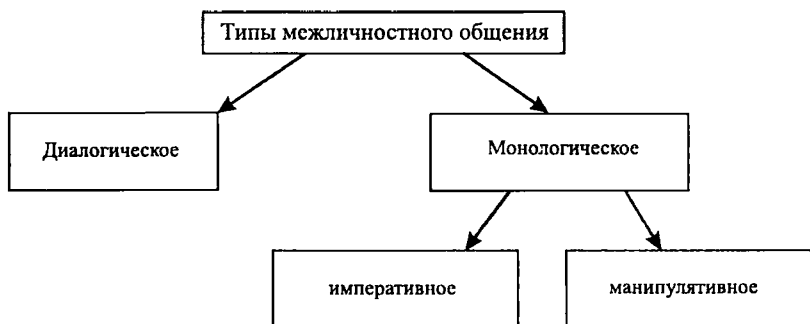 Типы межличностного общения
Диалогическое
Монологическое
императивное
манипулятивное